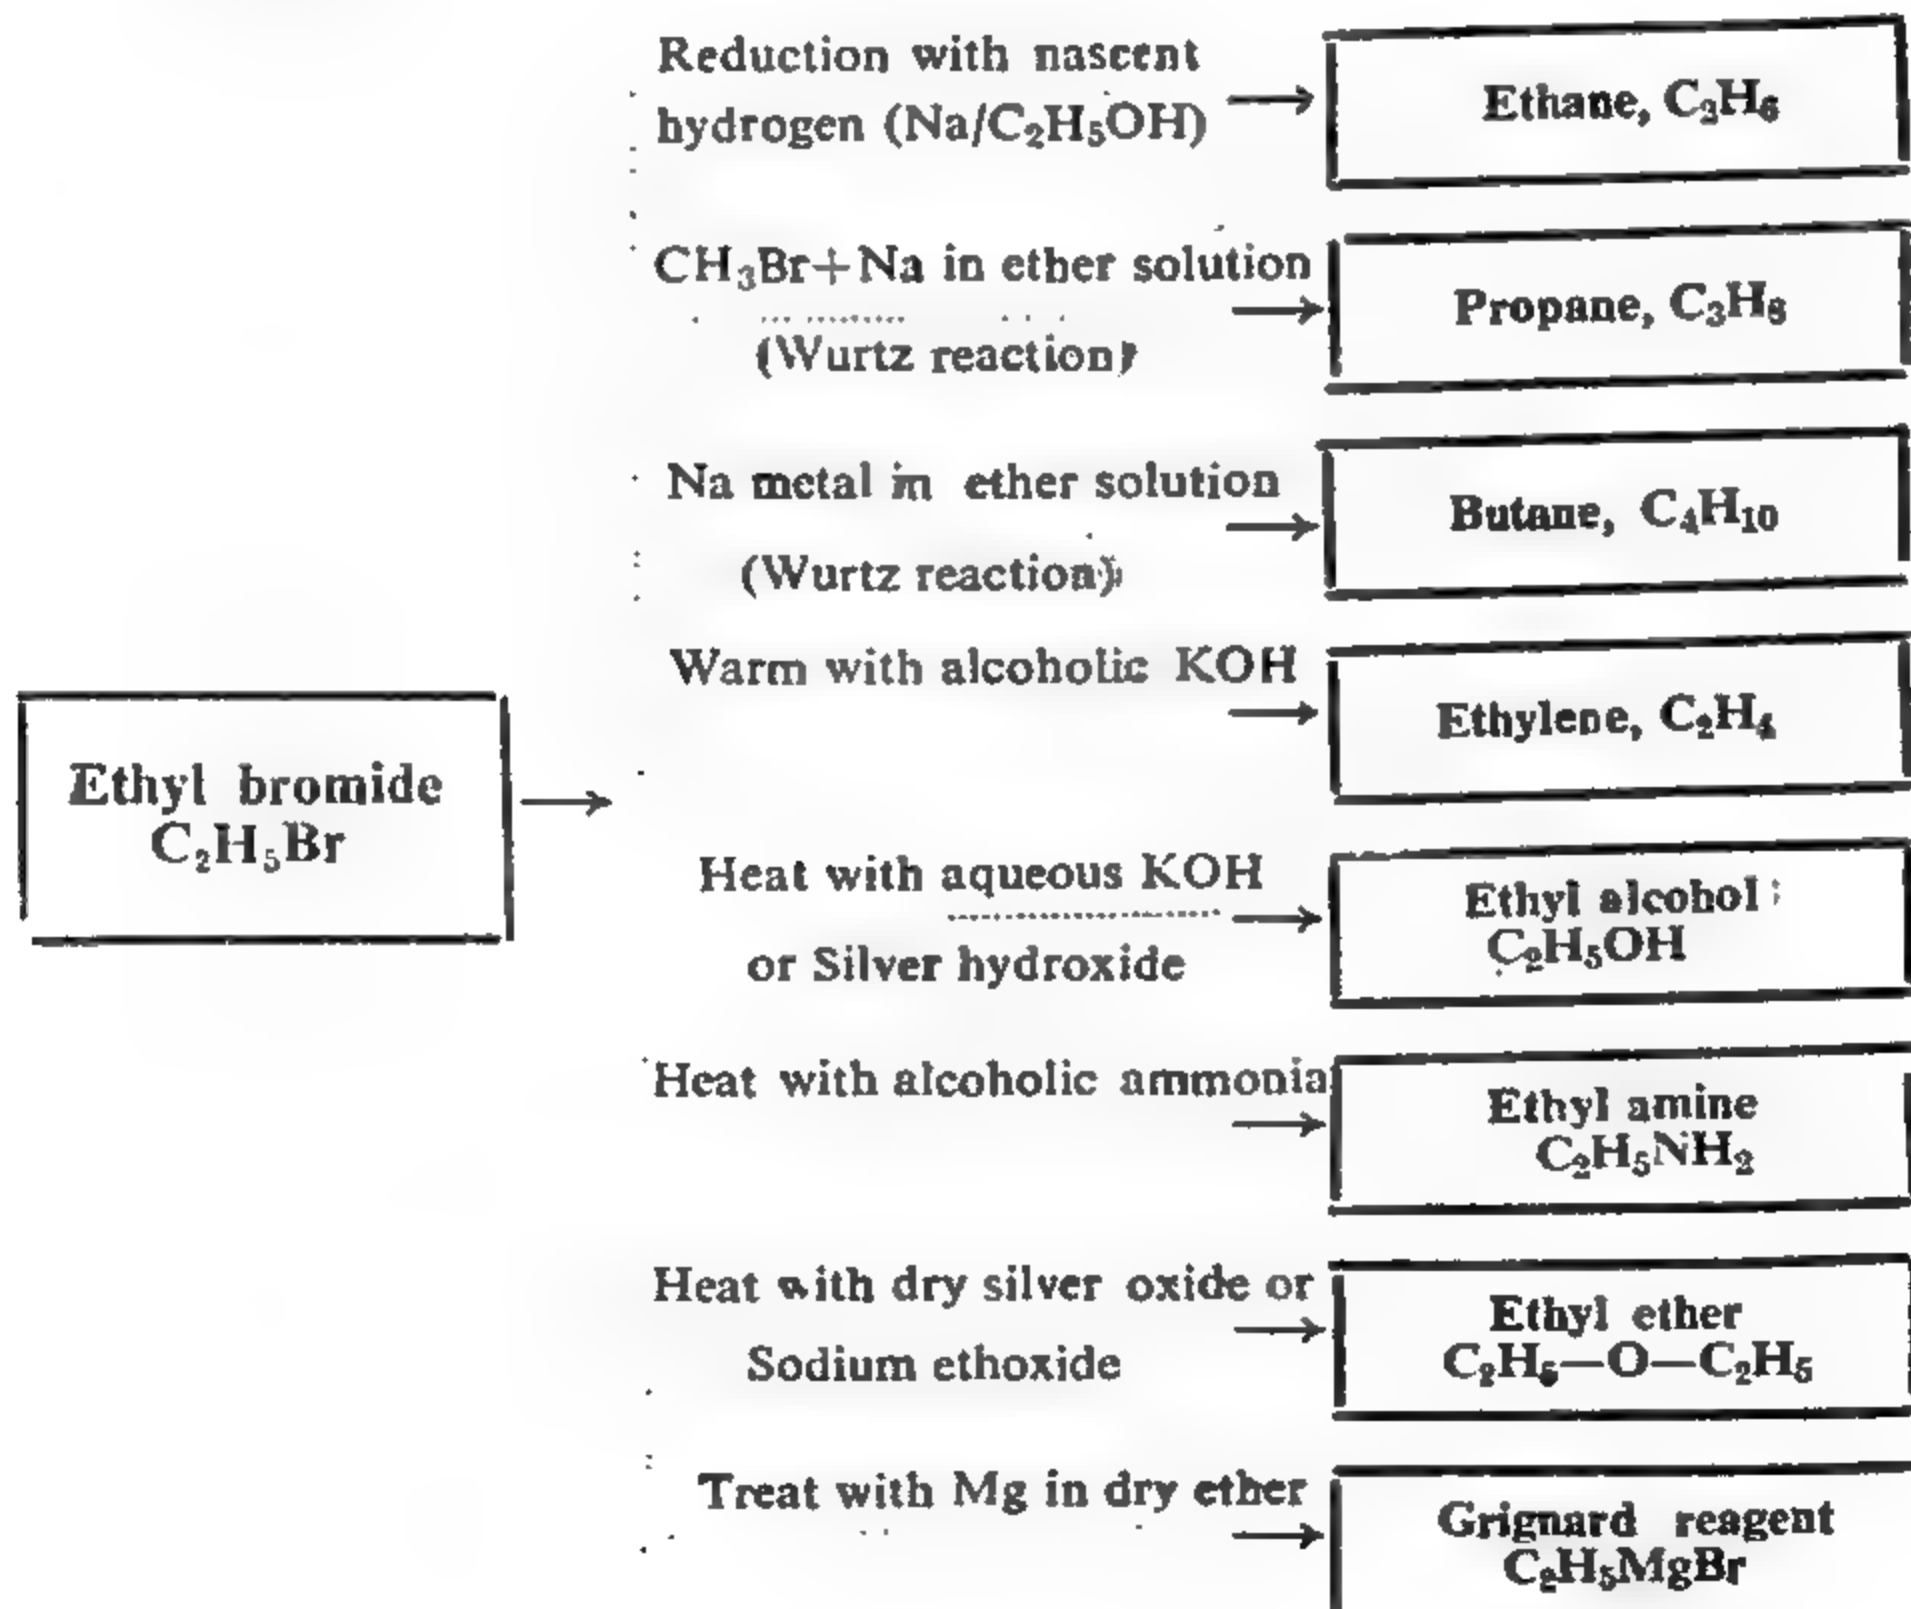 Reduction with nascent
hydrogen (Na/C₂H₅OH)
Ethane, C₂H₆
CH₃Br+Na in ether solution
(Wurtz reaction)
Propane, C₃H₈
Na metal in ether solution
(Wurtz reaction)
Butane, C₄H₁₀
Warm with alcoholic KOH
Ethylene, C₂H₄
Ethyl bromide
C₂H₅Br
Heat with aqueous KOH
or Silver hydroxide
Ethyl alcohol
C₂H₅OH
Heat with alcoholic ammonia
Ethyl amine
C₂H₅NH₂
Heat with dry silver oxide or
Sodium ethoxide
Ethyl ether
C₂H₅—O—C₂H₅
Treat with Mg in dry ether
Grignard reagent
C₂H₅MgBr